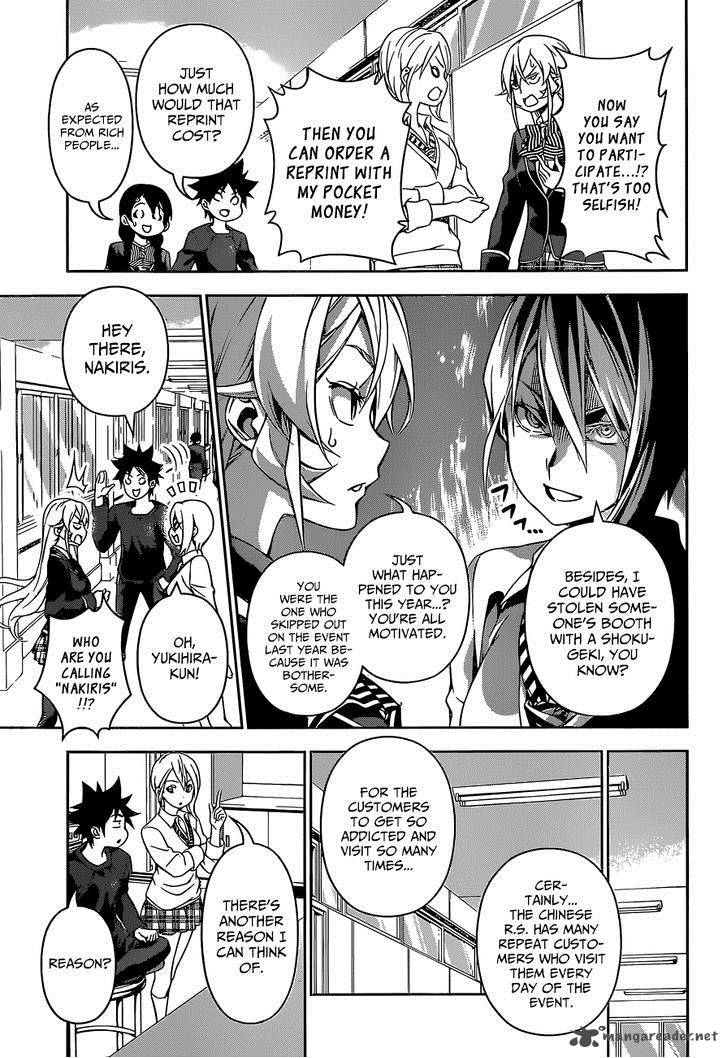 NOW
YOU SAY
YOU WANT
TO PARTI-
CIPATE...!?
THAT'S TOO
SELFISH!
THEN YOU
CAN ORDER A
REPRINT WITH
MY POCKET
MONEY!
JUST
HOW MUCH
WOULD THAT
REPRINT
COST?
AS
EXPECTED
FROM RICH
PEOPLE...
BESIDES, I
COULD HAVE
STOLEN SOME-
ONE'S BOOTH
WITH A SHOKU-
GEKI, YOU
KNOW?
JUST
WHAT HAP-
PENED TO YOU
THIS YEAR...?
YOU'RE ALL
MOTIVATED.
YOU
WERE THE
ONE WHO
SKIPPED OUT
ON THE EVENT
LAST YEAR BE-
CAUSE IT WAS
BOTHER-
SOME.
HEY
THERE,
NAKIRIS.
OH,
YUKIHIRA-
KUN!
WHO
ARE YOU
CALLING
"NAKIRIS"
!!?
CER-
TAINLY...
THE CHINESE
R.S. HAS MANY
REPEAT CUSTO-
MERS WHO VISIT
THEM EVERY
DAY OF THE
EVENT.
FOR THE
CUSTOMERS
TO GET SO
ADDICTED AND
VISIT SO MANY
TIMES...
THERE'S
ANOTHER
REASON I
CAN THINK
OF.
REASON?
mangareader.net